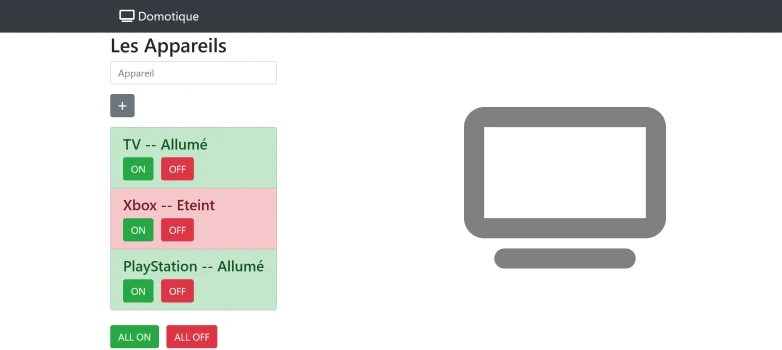 Domotique
Les Appareils
Appareil
+
TV -- Allumé
ON OFF
Xbox -- Eteint
ON OFF
PlayStation -- Allumé
ON OFF
ALL ON ALL OFF